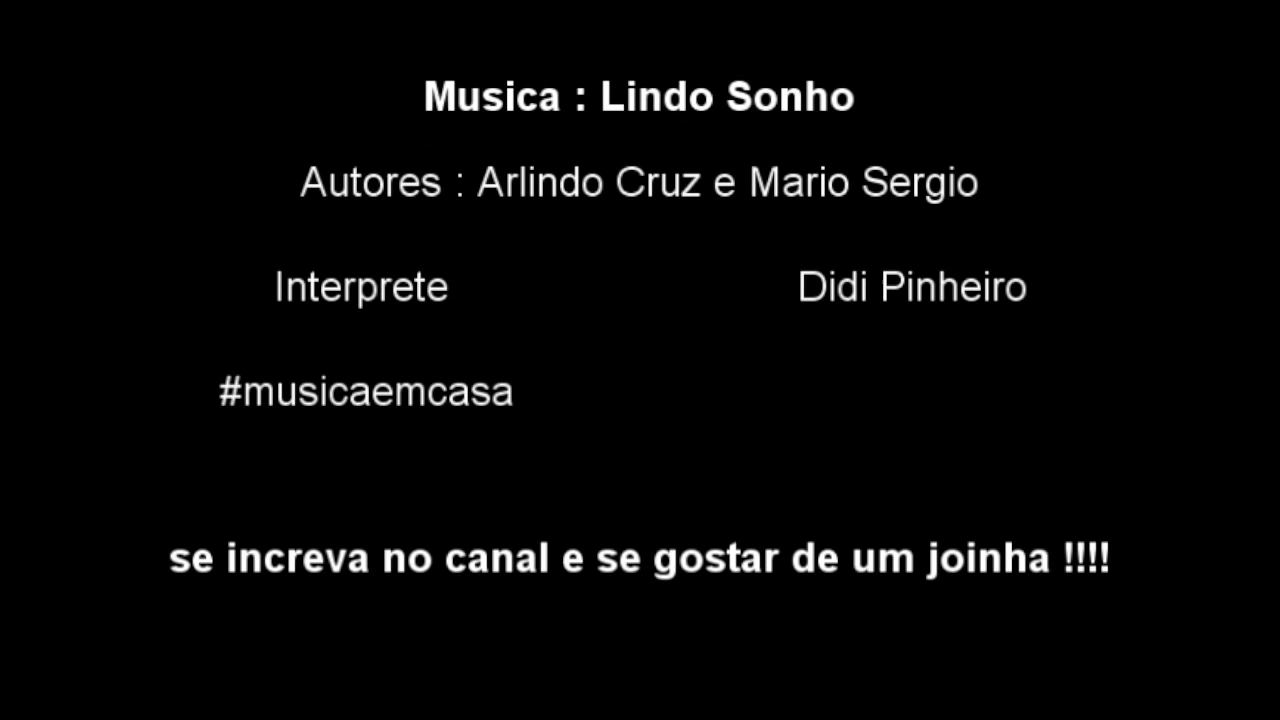 Musica : Lindo Sonho
Autores : Arlindo Cruz e Mario Sergio
Interprete Didi Pinheiro
#musicaemcasa
se increva no canal e se gostar de um joinha !!!!